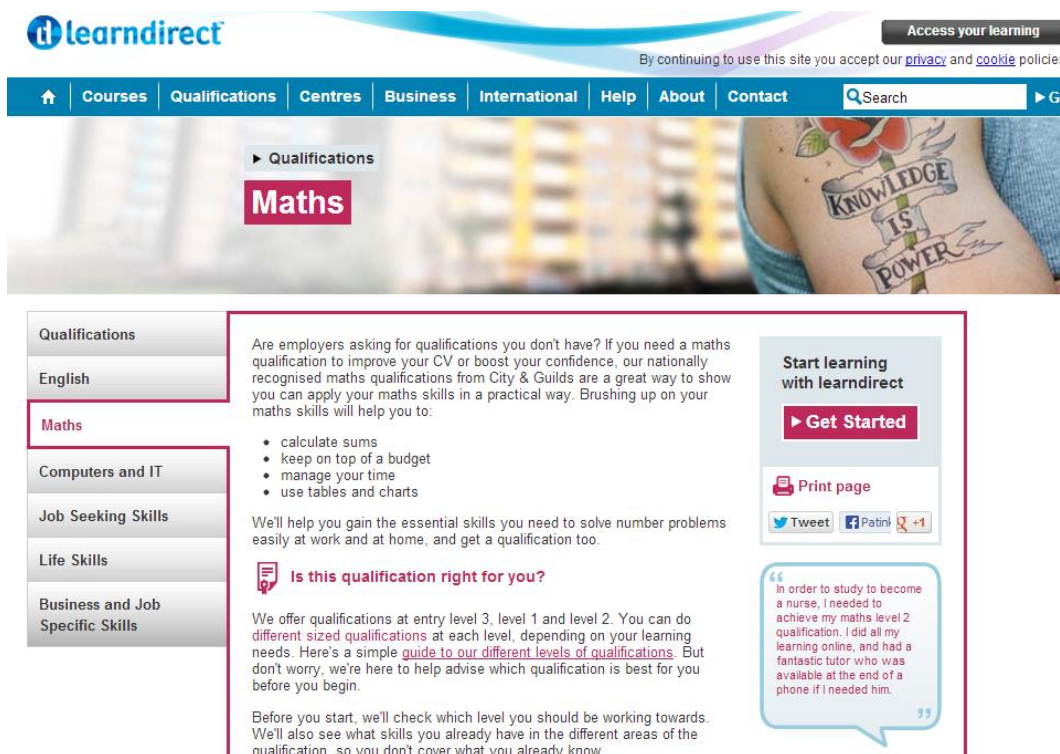 learndirect
Access your learning
By continuing to use this site you accept our privacy and cookie policies
Courses Qualifications Centres Business International Help About Contact Search
Qualifications
Maths
KNOWLEDGE
IS
POWER
Qualifications
English
Maths
Computers and IT
Job Seeking Skills
Life Skills
Business and Job
Specific Skills
Are employers asking for qualifications you don't have? If you need a maths
qualification to improve your CV or boost your confidence, our nationally
recognised maths qualifications from City & Guilds are a great way to show
you can apply your maths skills in a practical way. Brushing up on your
maths skills will help you to:
calculate sums
keep on top of a budget
manage your time
use tables and charts
We'll help you gain the essential skills you need to solve number problems
easily at work and at home, and get a qualification too.
Is this qualification right for you?
We offer qualifications at entry level 3, level 1 and level 2. You can do
different sized qualifications at each level, depending on your learning
needs. Here's a simple guide to our different levels of qualifications. But
don't worry, we're here to help advise which qualification is best for you
before you begin.
Before you start, we'll check which level you should be working towards.
We'll also see what skills you already have in the different areas of the
qualification, so you don't cover what you already know.
Start learning
with learndirect
Get Started
Print page
Tweet Patink +1
In order to study to become
a nurse, I needed to
achieve my maths level 2
qualification. I did all my
learning online, and had a
fantastic tutor who was
available at the end of a
phone if I needed him.